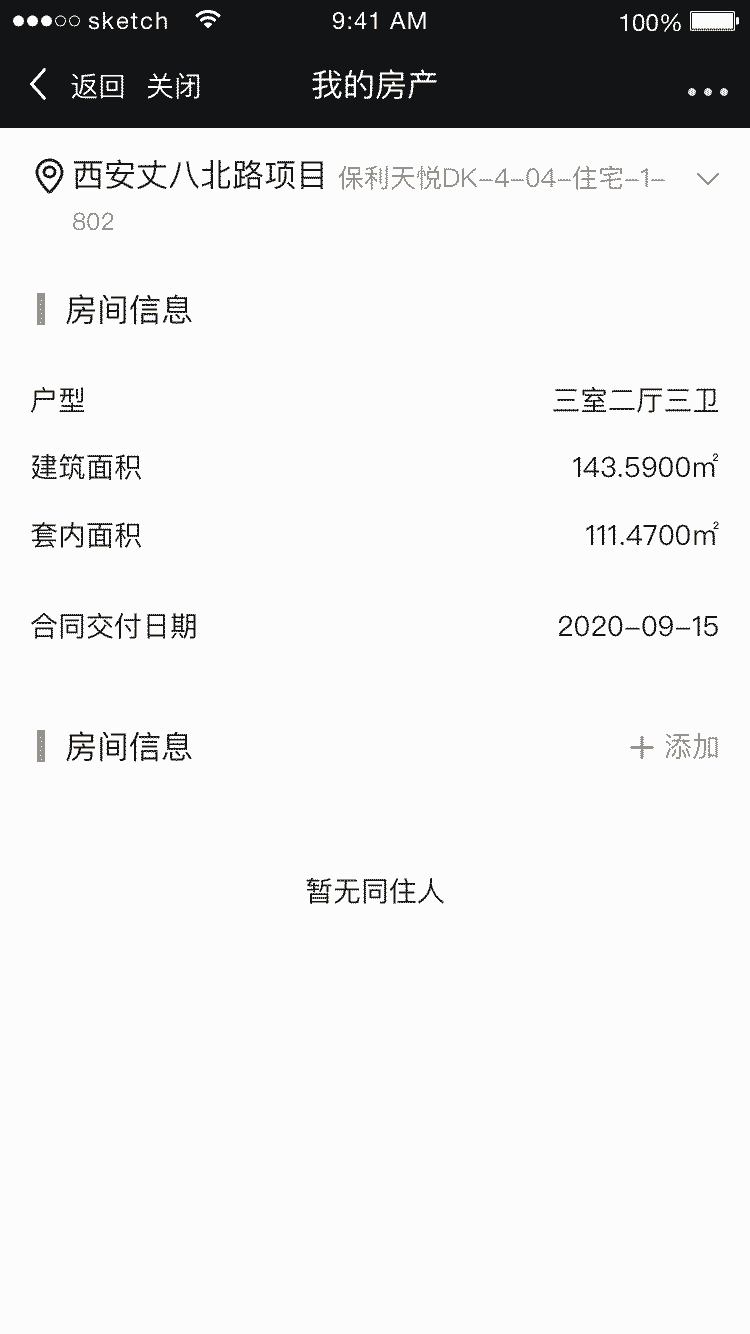 sketch 9:41 AM 100%
返回 关闭 我的房产
西安丈八北路项目 保利天悦DK-4-04-住宅-1-
802
房间信息
户型 三室二厅三卫
建筑面积 143.5900㎡
套内面积 111.4700㎡
合同交付日期 2020-09-15
房间信息 + 添加
暂无同住人